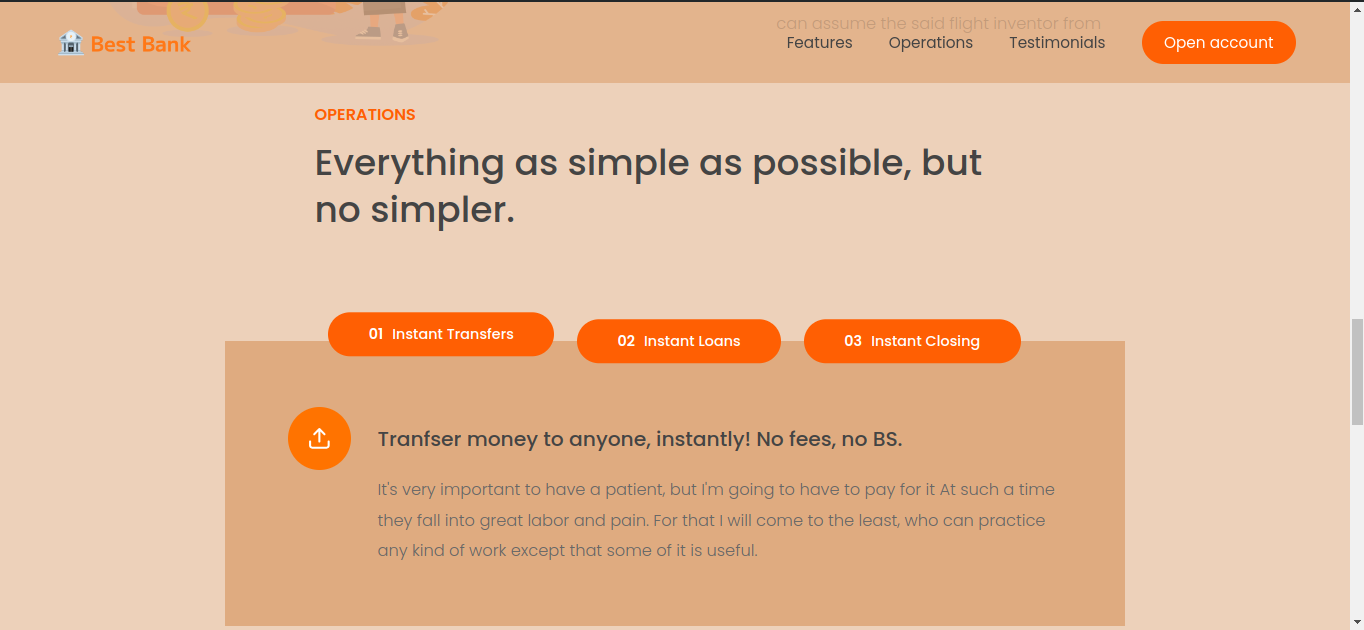 can assume the said flight inventor from
Best Bank
Features
Operations
Testimonials
Open account
OPERATIONS
Everything as simple as possible, but
no simpler.
01 Instant Transfers
02 Instant Loans
03 Instant Closing
Tranfser money to anyone, instantly! No fees, no BS.
It's very important to have a patient, but I'm going to have to pay for it At such a time
they fall into great labor and pain. For that I will come to the least, who can practice
any kind of work except that some of it is useful.